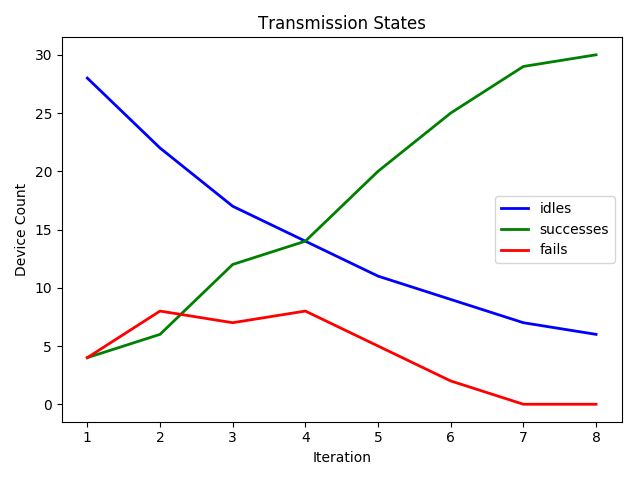 Transmission States
Device Count
30
25
20
15
10
5
0
idles
successes
fails
1 2 3 4 5 6 7 8
Iteration